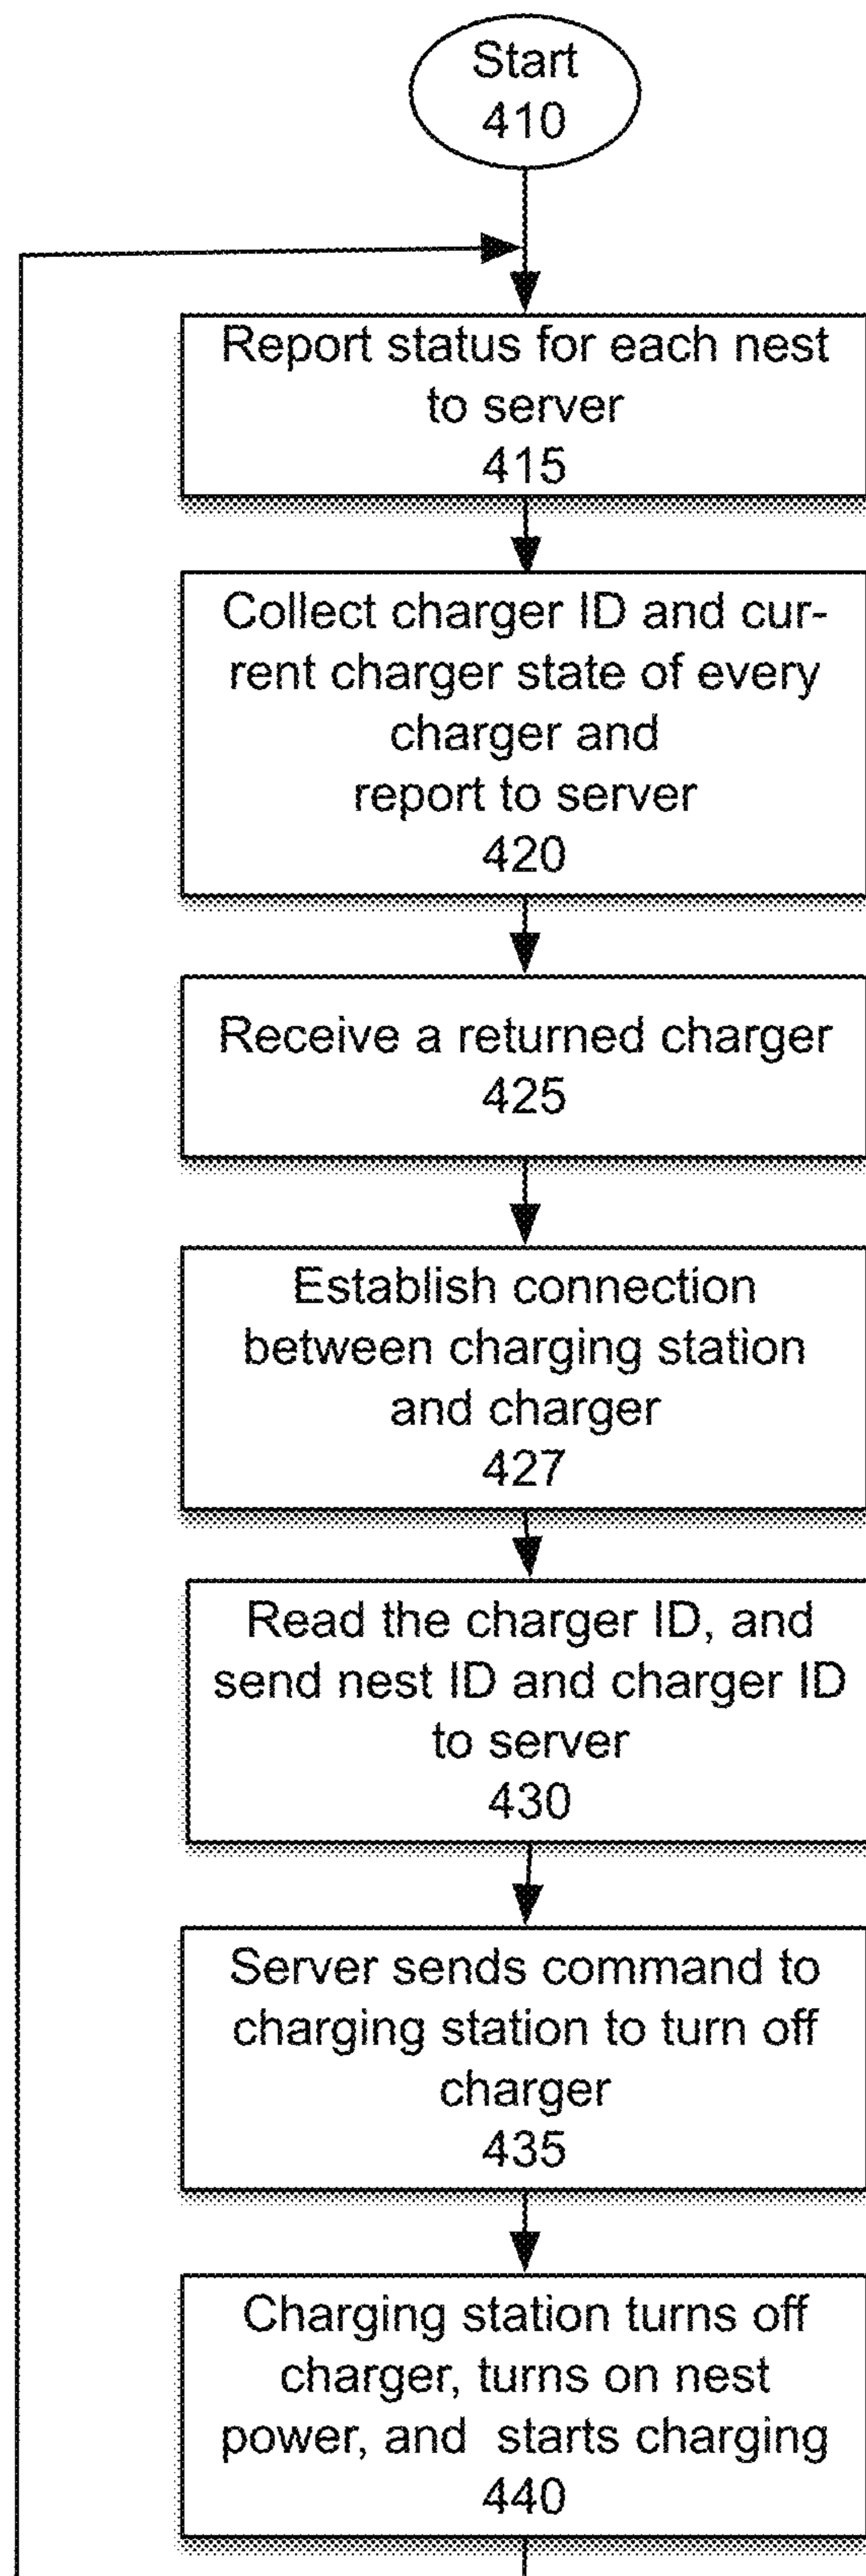 Start
410
Report status for each nest
to server
415
Collect charger ID and cur-
rent charger state of every
charger and
report to server
420
Receive a returned charger
425
Establish connection
between charging station
and charger
427
Read the charger ID, and
send nest ID and charger ID
to server
430
Server sends command to
charging station to turn off
charger
435
Charging station turns off
charger, turns on nest
power, and  starts charging
440